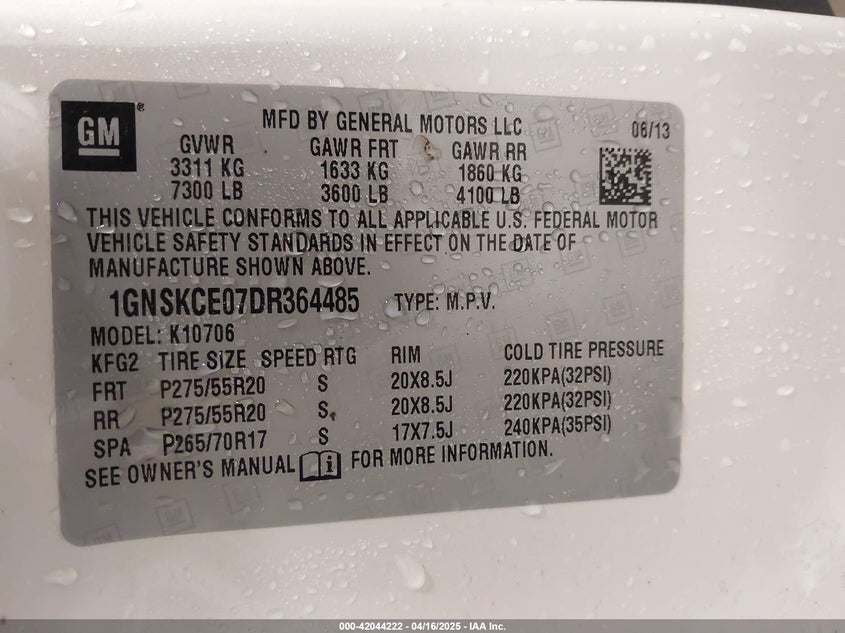 GM®
MFD BY GENERAL MOTORS LLC 06/13
GVWR GAWR FRT GAWR RR
3311 KG 1633 KG 1860 KG
7300 LB 3600 LB 4100 LB
THIS VEHICLE CONFORMS TO ALL APPLICABLE U.S. FEDERAL MOTOR
VEHICLE SAFETY STANDARDS IN EFFECT ON THE DATE OF
MANUFACTURE SHOWN ABOVE.
1GNSKCE07DR364485 TYPE: M.P.V.
MODEL: K10706
KFG2 TIRE SIZE SPEED RTG RIM COLD TIRE PRESSURE
FRT P275/55R20 S 20X8.5J 220KPA(32PSI)
RR P275/55R20 S 20X8.5J 220KPA(32PSI)
SPA P265/70R17 S 17X7.5J 240KPA(35PSI)
SEE OWNER'S MANUAL i FOR MORE INFORMATION.
000-42044222 - 04/16/2025 - IAA Inc.